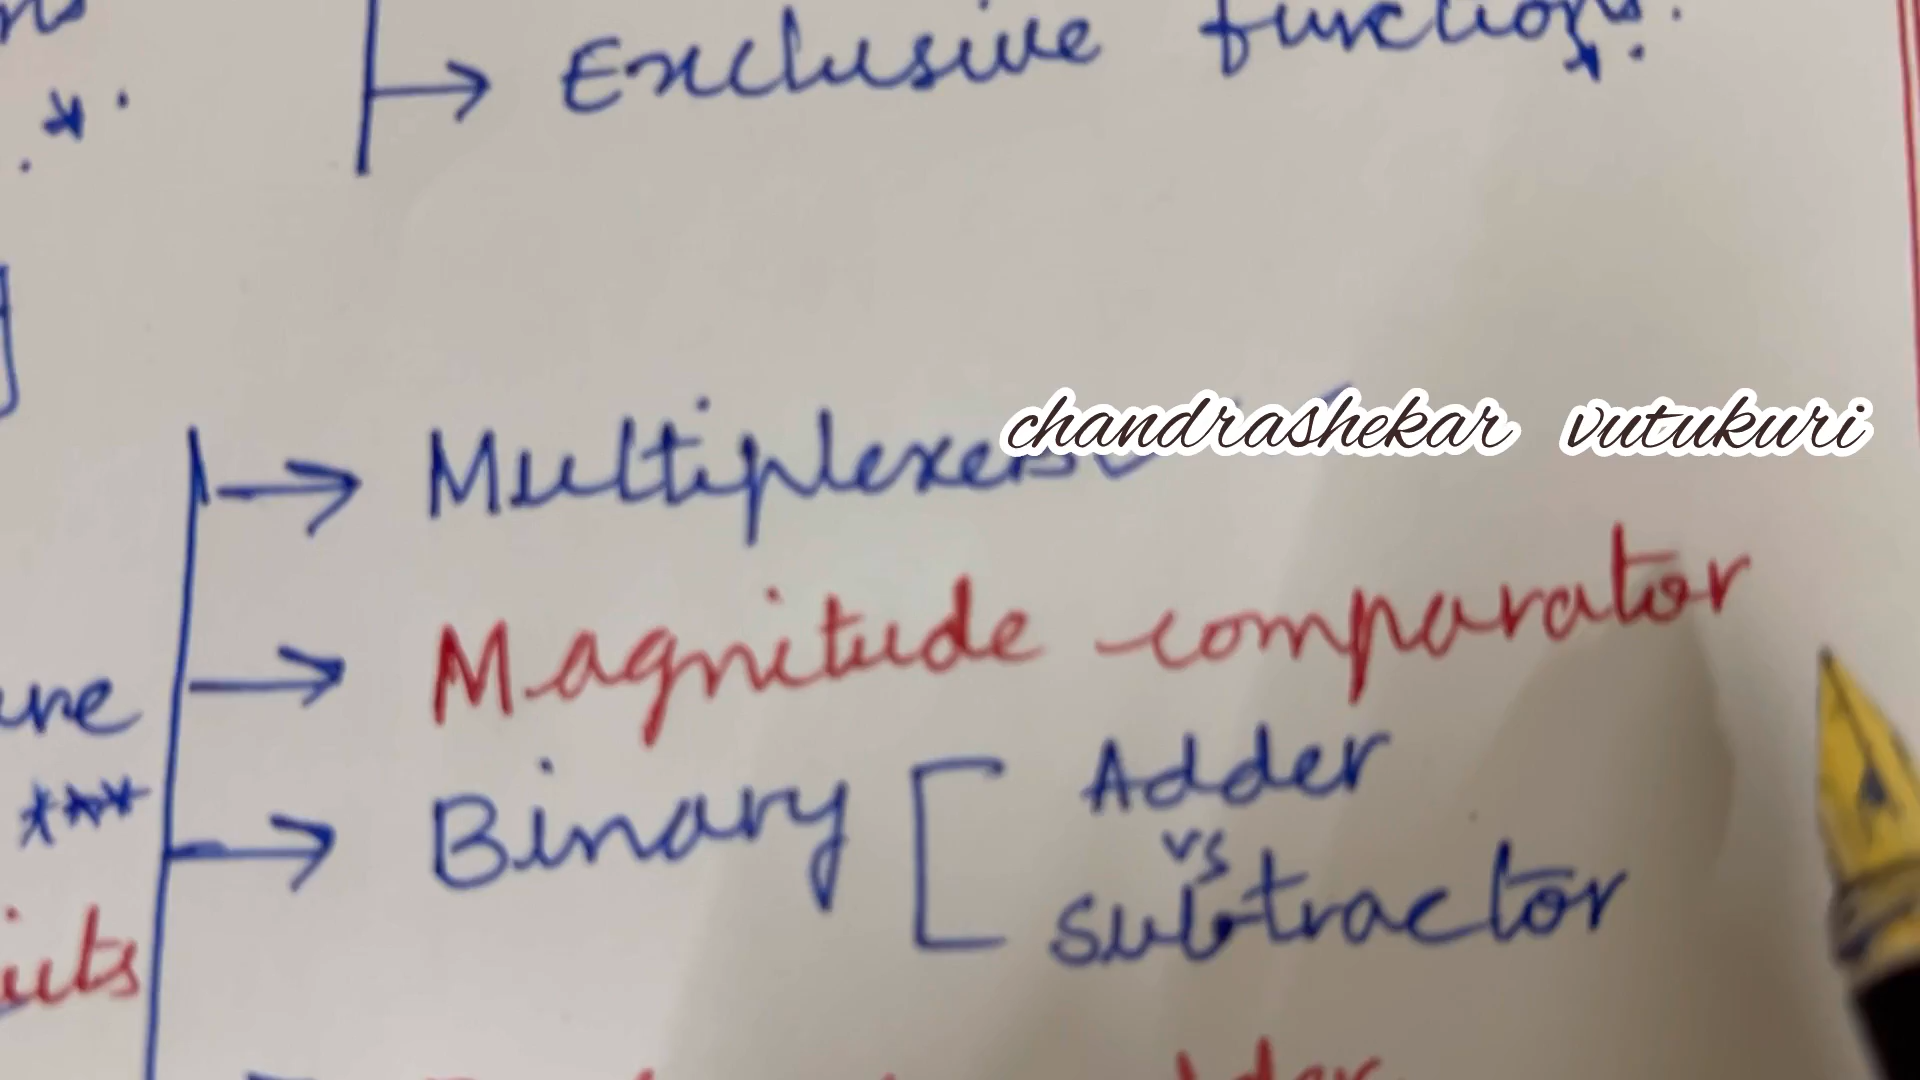 Exclusive functions.
chandrashekar vutukuri
Multiplexers
Magnitude comparator
Binary [ Adder
vs
Subtractor
***